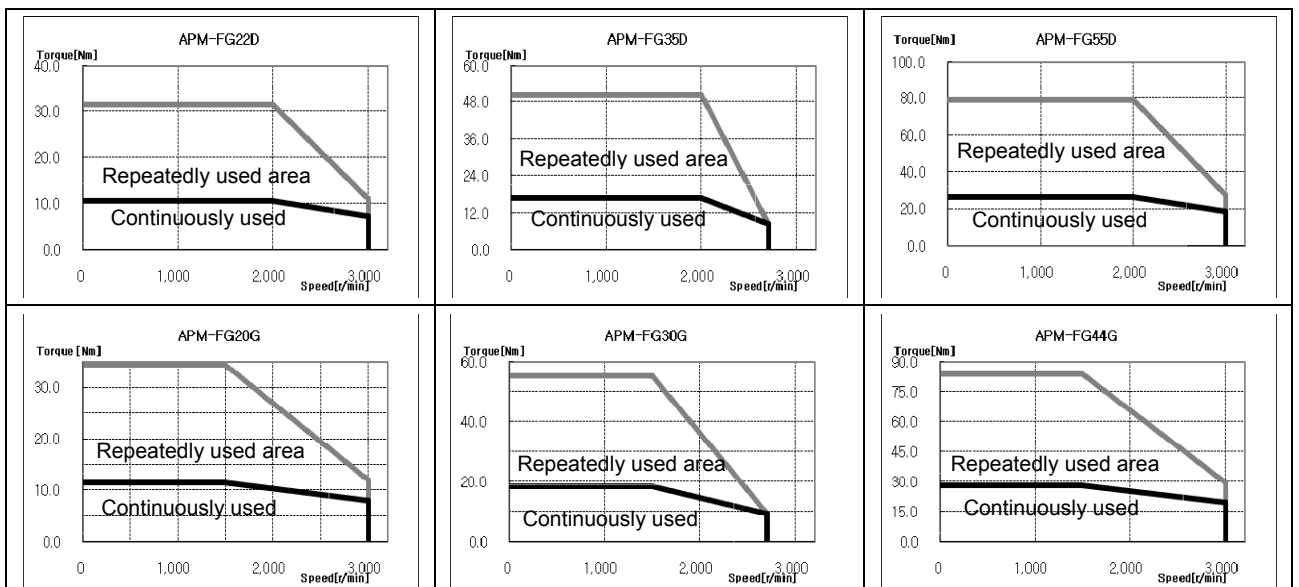 APM-FG22D
Torque[Nm]
40.0
30.0
20.0
10.0
0.0
Repeatedly used area
Continuously used
0 1,000 2,000 3,000
Speed[r/min]
APM-FG35D
Torque[Nm]
60.0
48.0
36.0
24.0
12.0
0.0
Repeatedly used area
Continuously used
0 1,000 2,000 3,000
Speed[r/min]
APM-FG55D
Torque[Nm]
100.0
80.0
60.0
40.0
20.0
0.0
Repeatedly used area
Continuously used
0 1,000 2,000 3,000
Speed[r/min]
APM-FG20G
Torque [Nm]
30.0
20.0
10.0
0.0
Repeatedly used area
Continuously used
0 1,000 2,000 3,000
Speed[r/min]
APM-FG30G
Torque[Nm]
60.0
40.0
20.0
0.0
Repeatedly used area
Continuously used
0 1,000 2,000 3,000
Speed[r/min]
APM-FG44G
Torque[Nm]
90.0
75.0
60.0
45.0
30.0
15.0
0.0
Repeatedly used area
Continuously used
0 1,000 2,000 3,000
Speed[r/min]